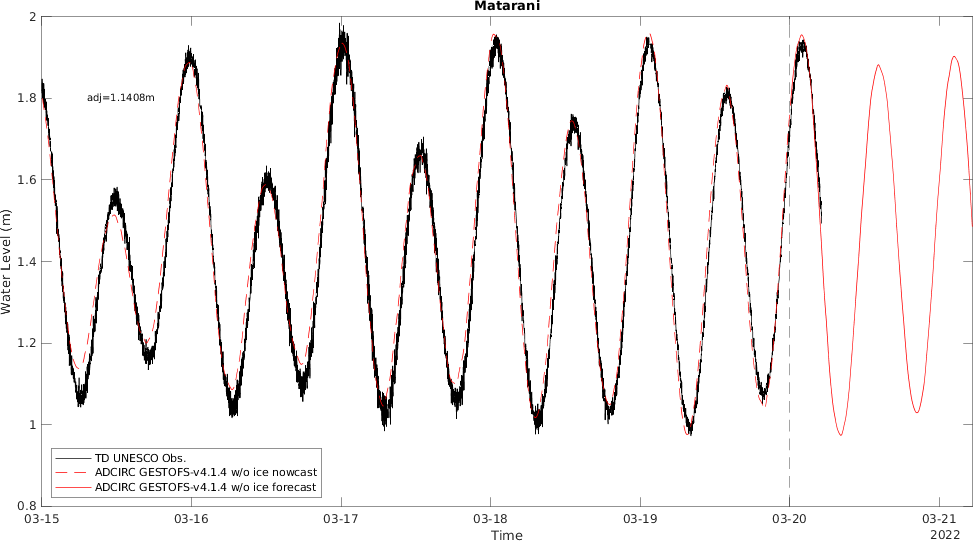 Matarani
2
1.8
1.6
1.4
1.2
1
0.8
Water Level (m)
adj=1.1408m
TD UNESCO Obs.
ADCIRC GESTOFS-v4.1.4 w/o ice nowcast
ADCIRC GESTOFS-v4.1.4 w/o ice forecast
03-15 03-16 03-17 03-18 03-19 03-20 03-21
Time
2022